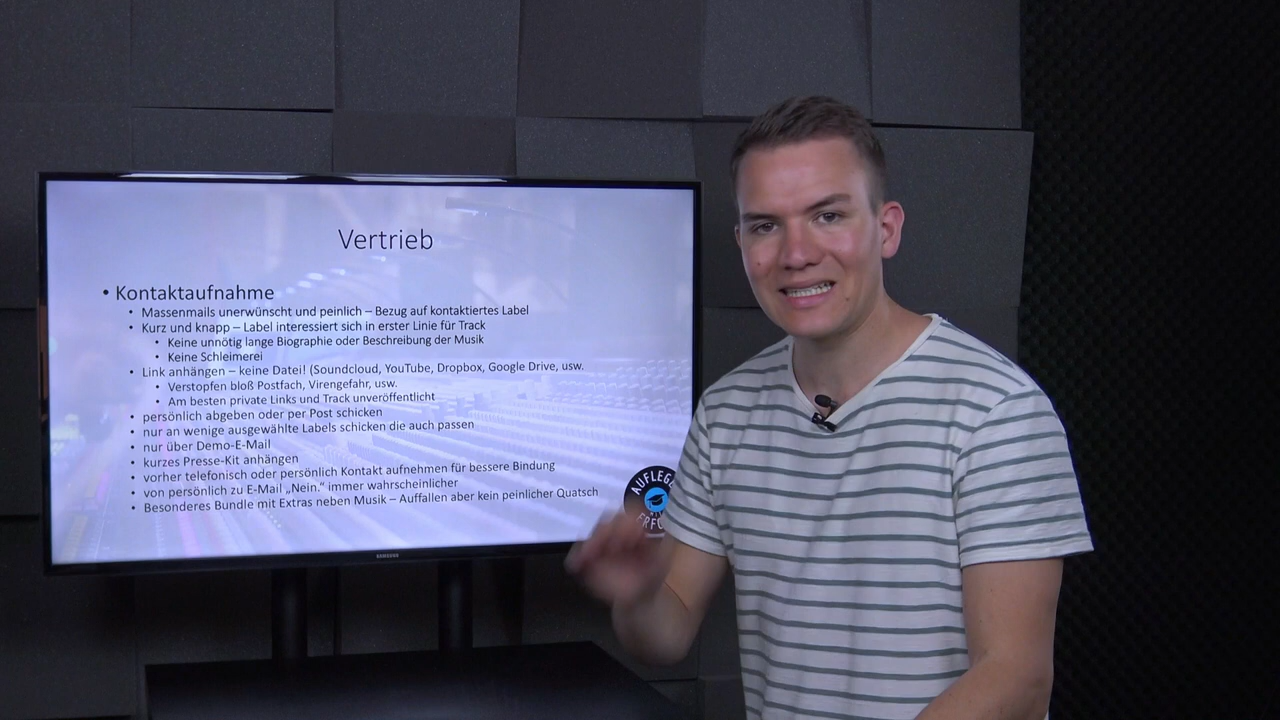 Vertrieb
• Kontaktaufnahme
• Massenmails unerwünscht und peinlich – Bezug auf kontaktiertes Label
• Kurz und knapp – Label interessiert sich in erster Linie für Track
• Keine unnötig lange Biographie oder Beschreibung der Musik
• Keine Schleimerei
• Link anhängen – keine Datei! (Soundcloud, YouTube, Dropbox, Google Drive, usw.
• Verstopfen bloß Postfach, Virengefahr, usw.
• Am besten private Links und Track unveröffentlicht
• persönlich abgeben oder per Post schicken
• nur an wenige ausgewählte Labels schicken die auch passen
• nur über Demo-E-Mail
• kurzes Presse-Kit anhängen
• vorher telefonisch oder persönlich Kontakt aufnehmen für bessere Bindung
• von persönlich zu E-Mail „Nein.“ immer wahrscheinlicher
• Besonderes Bundle mit Extras neben Musik – Auffallen aber kein peinlicher Quatsch
SAMSUNG